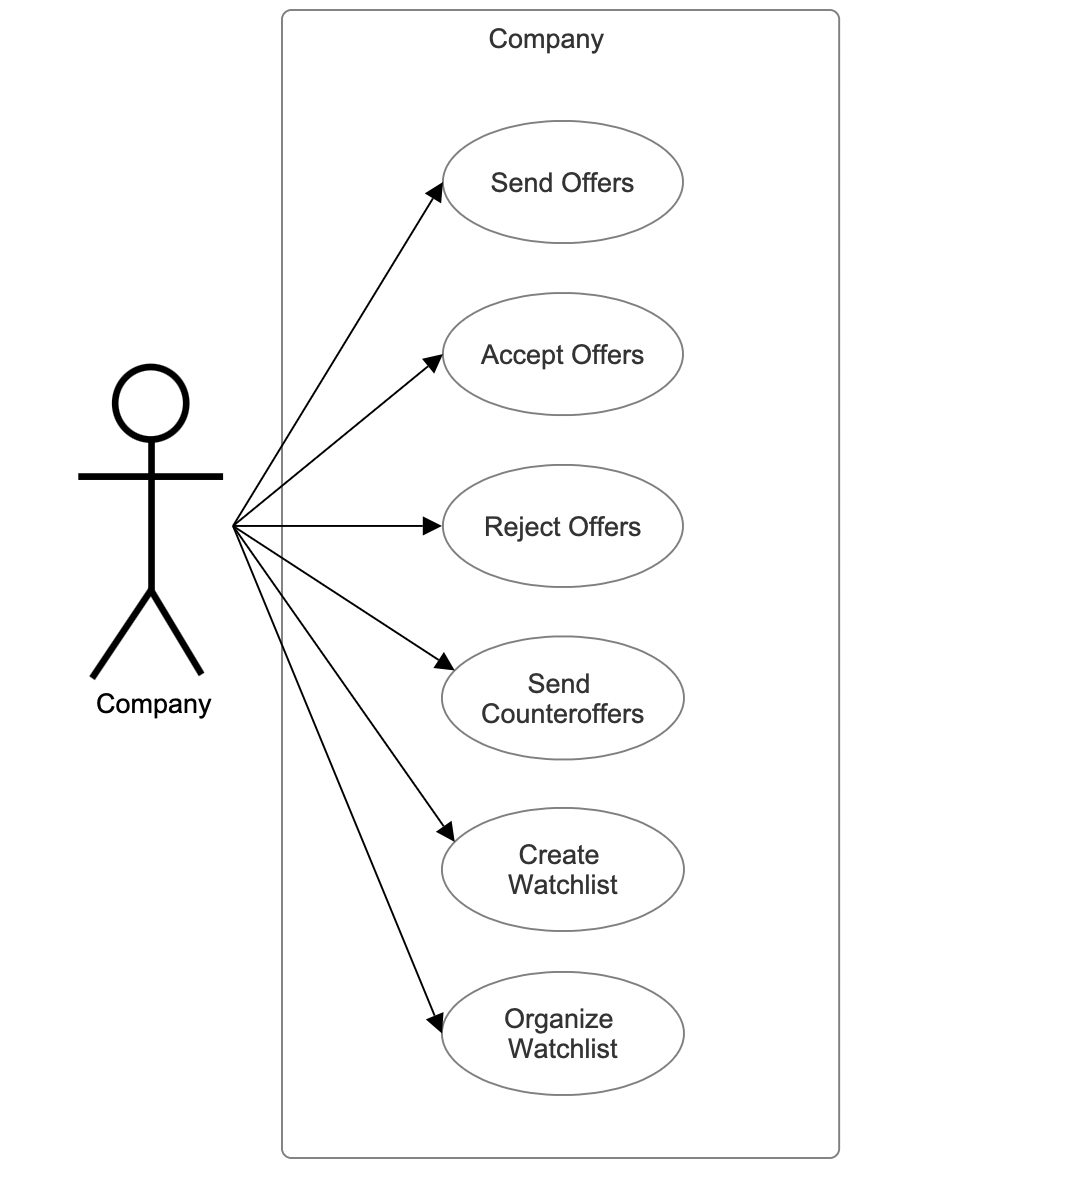 Company
Send Offers
Accept Offers
Reject Offers
Send
Counteroffers
Company
Create
Watchlist
Organize
Watchlist